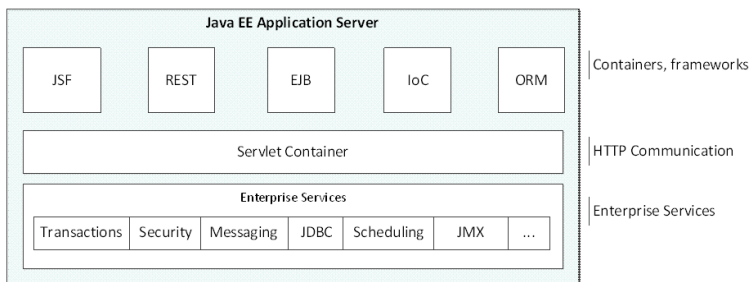 Java EE Application Server
JSF REST EJB IoC ORM
Containers, frameworks
Servlet Container
HTTP Communication
Enterprise Services
Enterprise Services
Transactions Security Messaging JDBC Scheduling JMX ...